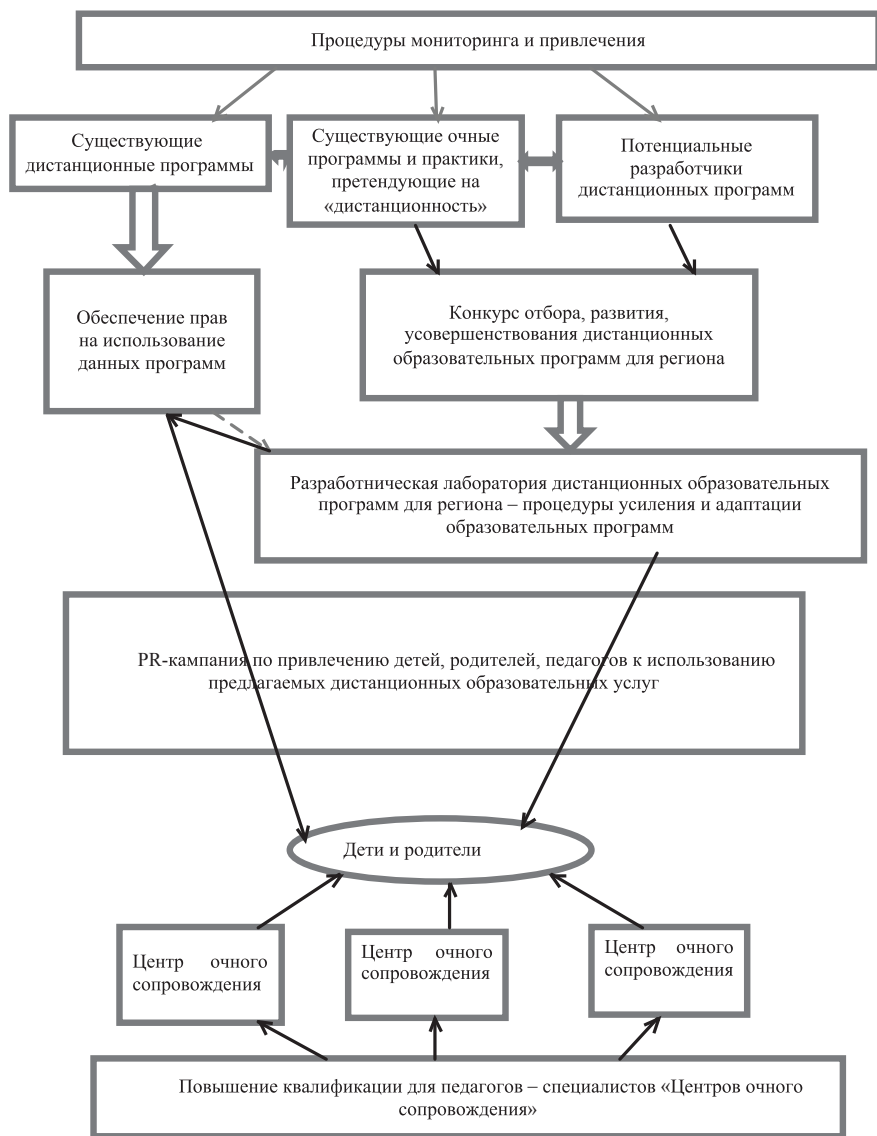 Процедуры мониторинга и привлечения
Существующие
дистанционные программы
Существующие очные
программы и практики,
претендующие на
«дистанционность»
Потенциальные
разработчики
дистанционных программ
Обеспечение прав
на использование
данных программ
Конкурс отбора, развития,
усовершенствования дистанционных
образовательных программ для региона
Разработническая лаборатория дистанционных образовательных
программ для региона – процедуры усиления и адаптации
образовательных программ
PR-кампания по привлечению детей, родителей, педагогов к использованию
предлагаемых дистанционных образовательных услуг
Дети и родители
Центр очного
сопровождения
Центр очного
сопровождения
Центр очного
сопровождения
Повышение квалификации для педагогов – специалистов «Центров очного
сопровождения»